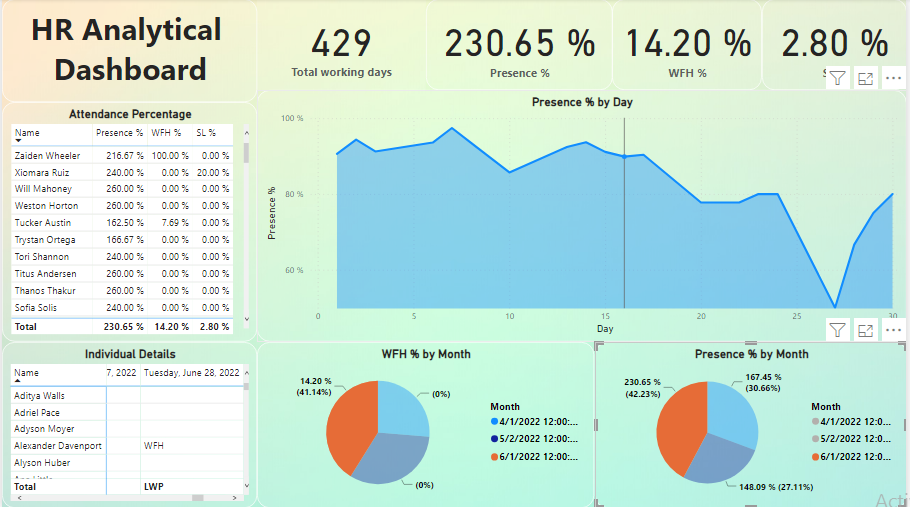 HR Analytical
Dashboard
429
Total working days
230.65 %
Presence %
14.20 %
WFH %
2.80 %
Attendance Percentage
Name Presence % WFH % SL %
Zaiden Wheeler 216.67 % 100.00 % 0.00 %
Xiomara Ruiz 240.00 % 0.00 % 20.00 %
Will Mahoney 260.00 % 0.00 % 0.00 %
Weston Horton 260.00 % 0.00 % 0.00 %
Tucker Austin 162.50 % 7.69 % 0.00 %
Trystan Ortega 166.67 % 0.00 % 0.00 %
Tori Shannon 240.00 % 0.00 % 0.00 %
Titus Andersen 260.00 % 0.00 % 0.00 %
Thanos Thakur 260.00 % 0.00 % 0.00 %
Sofia Solis 240.00 % 0.00 % 0.00 %
Total 230.65 % 14.20 % 2.80 %
Presence % by Day
Presence %
100 %
80 %
60 %
0 5 10 15 20 25 30
Day
Individual Details
Name 7, 2022 Tuesday, June 28, 2022
Aditya Walls
Adriel Pace
Adyson Moyer
Alexander Davenport WFH
Alyson Huber
Total LWP
WFH % by Month
14.20 %
(41.14%)
(0%)
(0%)
Month
4/1/2022 12:00:...
5/2/2022 12:00:...
6/1/2022 12:00:...
Presence % by Month
230.65 %
(42.23%)
167.45 %
(30.66%)
148.09 % (27.11%)
Month
4/1/2022 12:0...
5/2/2022 12:0...
6/1/2022 12:0...